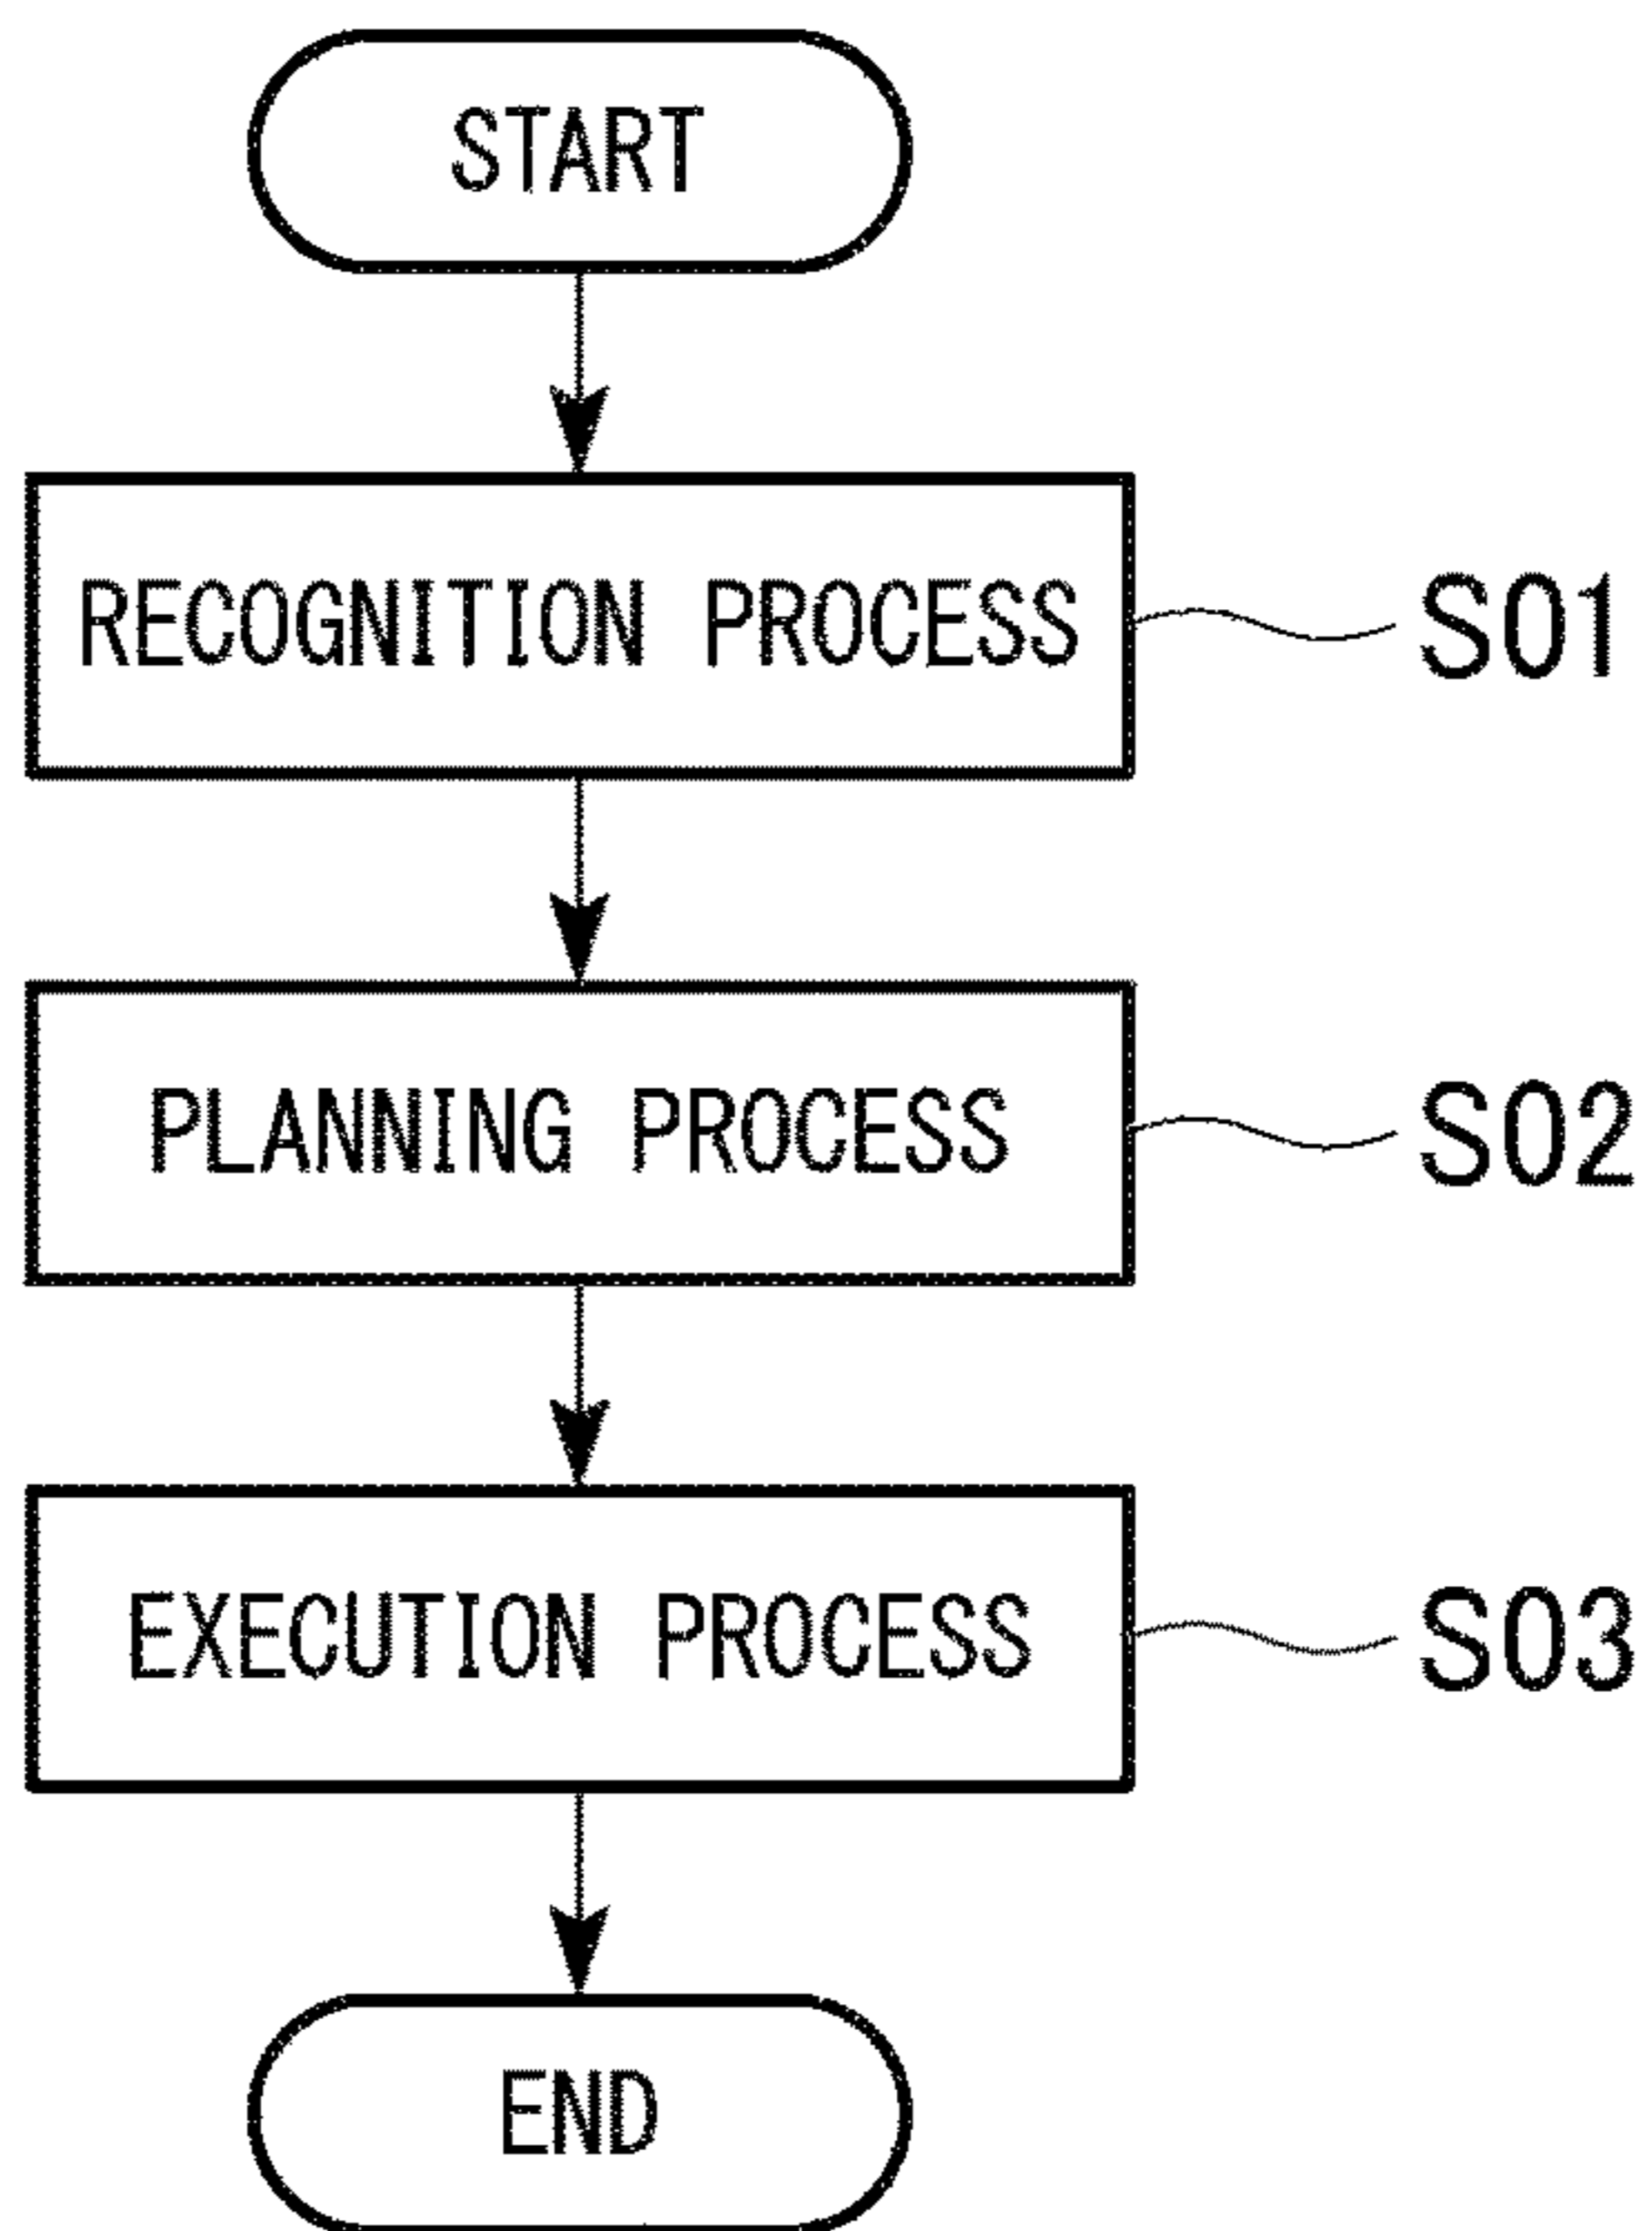 START
RECOGNITION PROCESS S01
PLANNING PROCESS S02
EXECUTION PROCESS S03
END